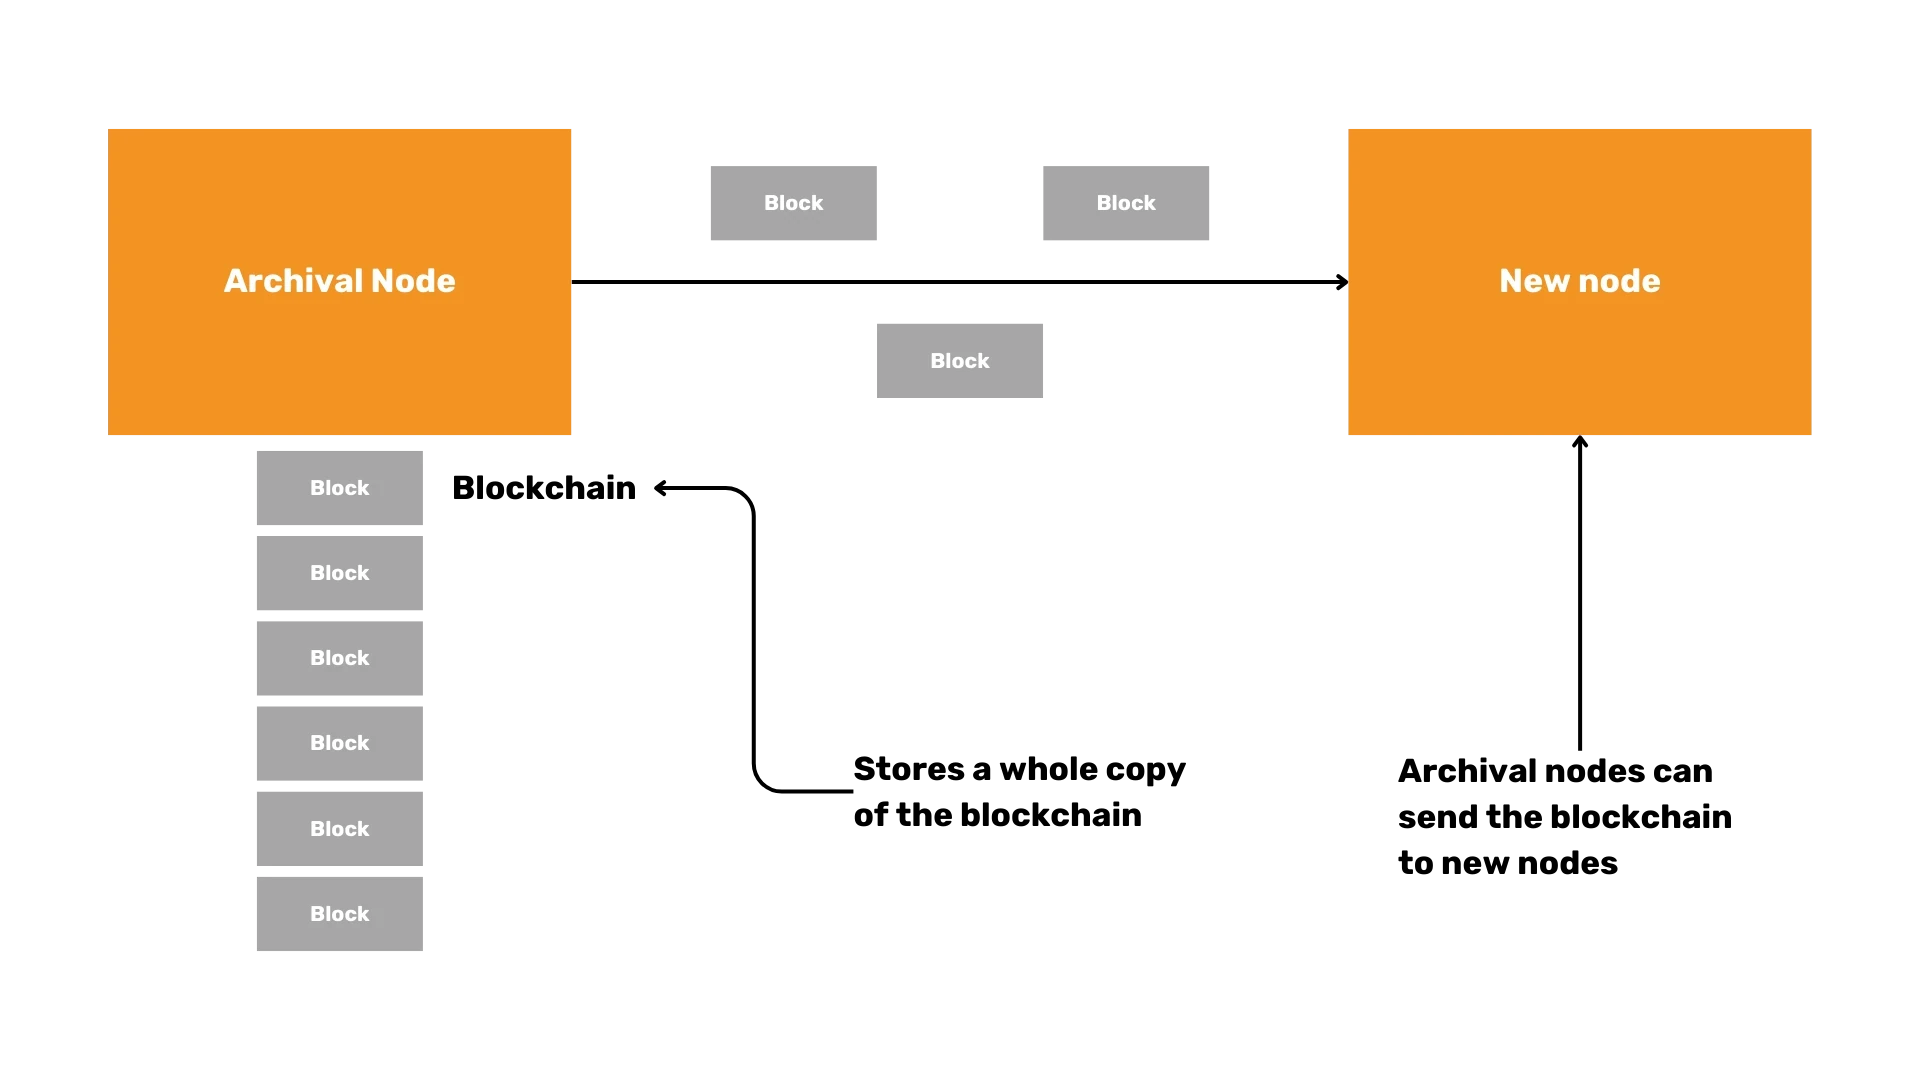 Block
Block
Archival Node
New node
Block
Block
Blockchain
Block
Block
Block
Block
Block
Stores a whole copy
of the blockchain
Archival nodes can
send the blockchain
to new nodes